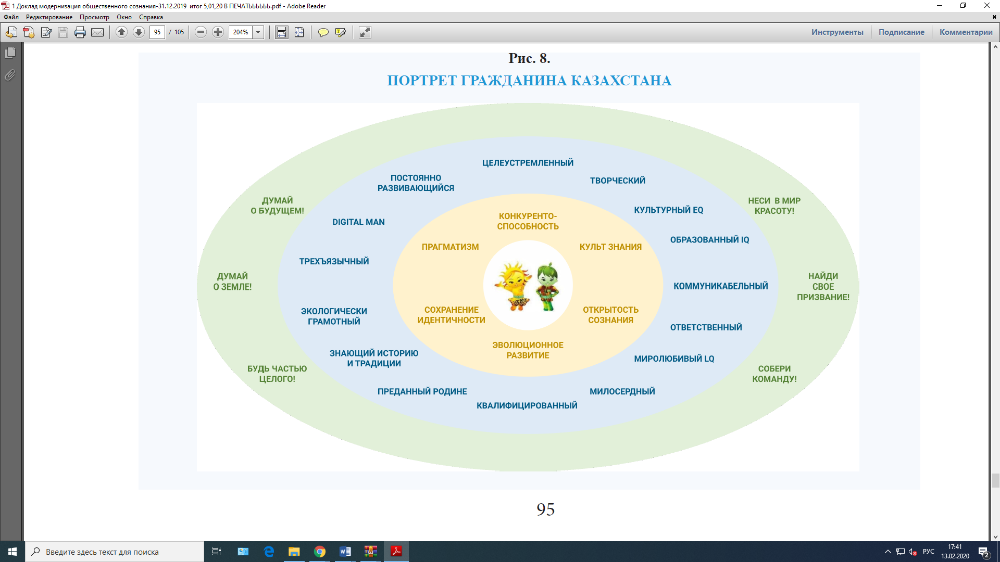 1 Доклад модернизация общественного сознания-31.12.2019  итог 5,01,20 В ПЕЧАТЬЬЬЬЬЬ.pdf - Adobe Reader
Файл Редактирование Просмотр Окно Справка
95 / 105 204% Инструменты Подписание Комментарии
Рис. 8.
ПОРТРЕТ ГРАЖДАНИНА КАЗАХСТАНА
ЦЕЛЕУСТРЕМЛЕННЫЙ
ПОСТОЯННО
РАЗВИВАЮЩИЙСЯ
ТВОРЧЕСКИЙ
ДУМАЙ
О БУДУЩЕМ!
НЕСИ  В МИР
КРАСОТУ!
КУЛЬТУРНЫЙ EQ
DIGITAL MAN
КОНКУРЕНТО-
СПОСОБНОСТЬ
ОБРАЗОВАННЫЙ IQ
ПРАГМАТИЗМ
КУЛЬТ ЗНАНИЯ
ТРЕХЪЯЗЫЧНЫЙ
ДУМАЙ
О ЗЕМЛЕ!
КОММУНИКАБЕЛЬНЫЙ
НАЙДИ
СВОЕ
ПРИЗВАНИЕ!
ЭКОЛОГИЧЕСКИ
ГРАМОТНЫЙ
СОХРАНЕНИЕ
ИДЕНТИЧНОСТИ
ОТКРЫТОСТЬ
СОЗНАНИЯ
ОТВЕТСТВЕННЫЙ
ЭВОЛЮЦИОННОЕ
РАЗВИТИЕ
ЗНАЮЩИЙ ИСТОРИЮ
И ТРАДИЦИИ
МИРОЛЮБИВЫЙ LQ
БУДЬ ЧАСТЬЮ
ЦЕЛОГО!
СОБЕРИ
КОМАНДУ!
ПРЕДАННЫЙ РОДИНЕ
МИЛОСЕРДНЫЙ
КВАЛИФИЦИРОВАННЫЙ
95
Введите здесь текст для поиска
РУС
17:41
13.02.2020
2